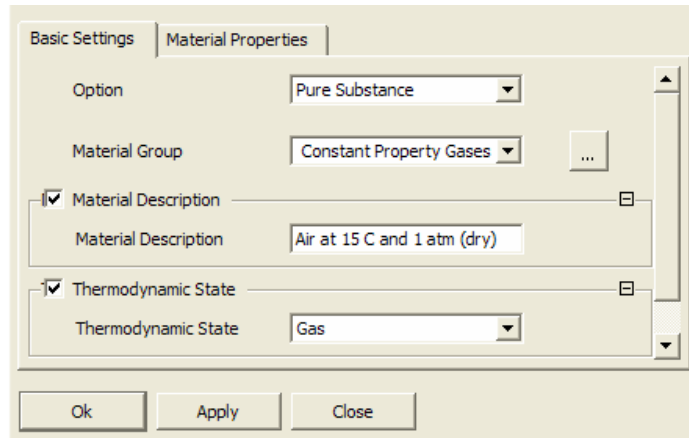 Basic Settings Material Properties
Option Pure Substance
Material Group Constant Property Gases ...
Material Description
Material Description Air at 15 C and 1 atm (dry)
Thermodynamic State
Thermodynamic State Gas
Ok Apply Close